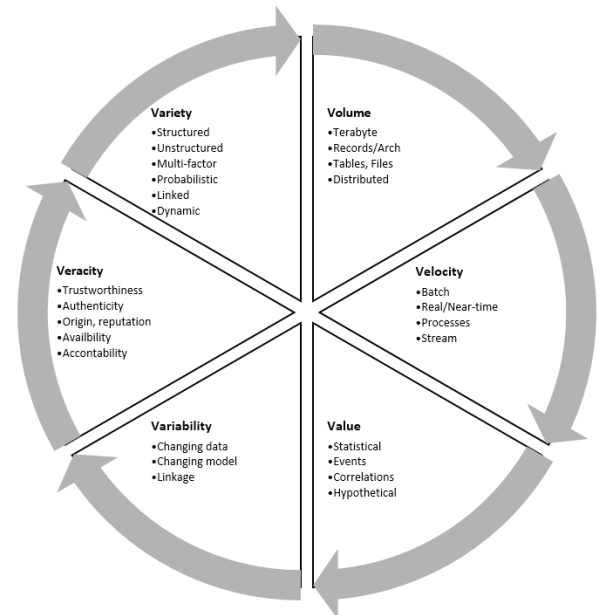 Variety
•Structured
•Unstructured
•Multi-factor
•Probabilistic
•Linked
•Dynamic
Volume
•Terabyte
•Records/Arch
•Tables, Files
•Distributed
Veracity
•Trustworthiness
•Authenticity
•Origin, reputation
•Availbility
•Accontability
Velocity
•Batch
•Real/Near-time
•Processes
•Stream
Variability
•Changing data
•Changing model
•Linkage
Value
•Statistical
•Events
•Correlations
•Hypothetical